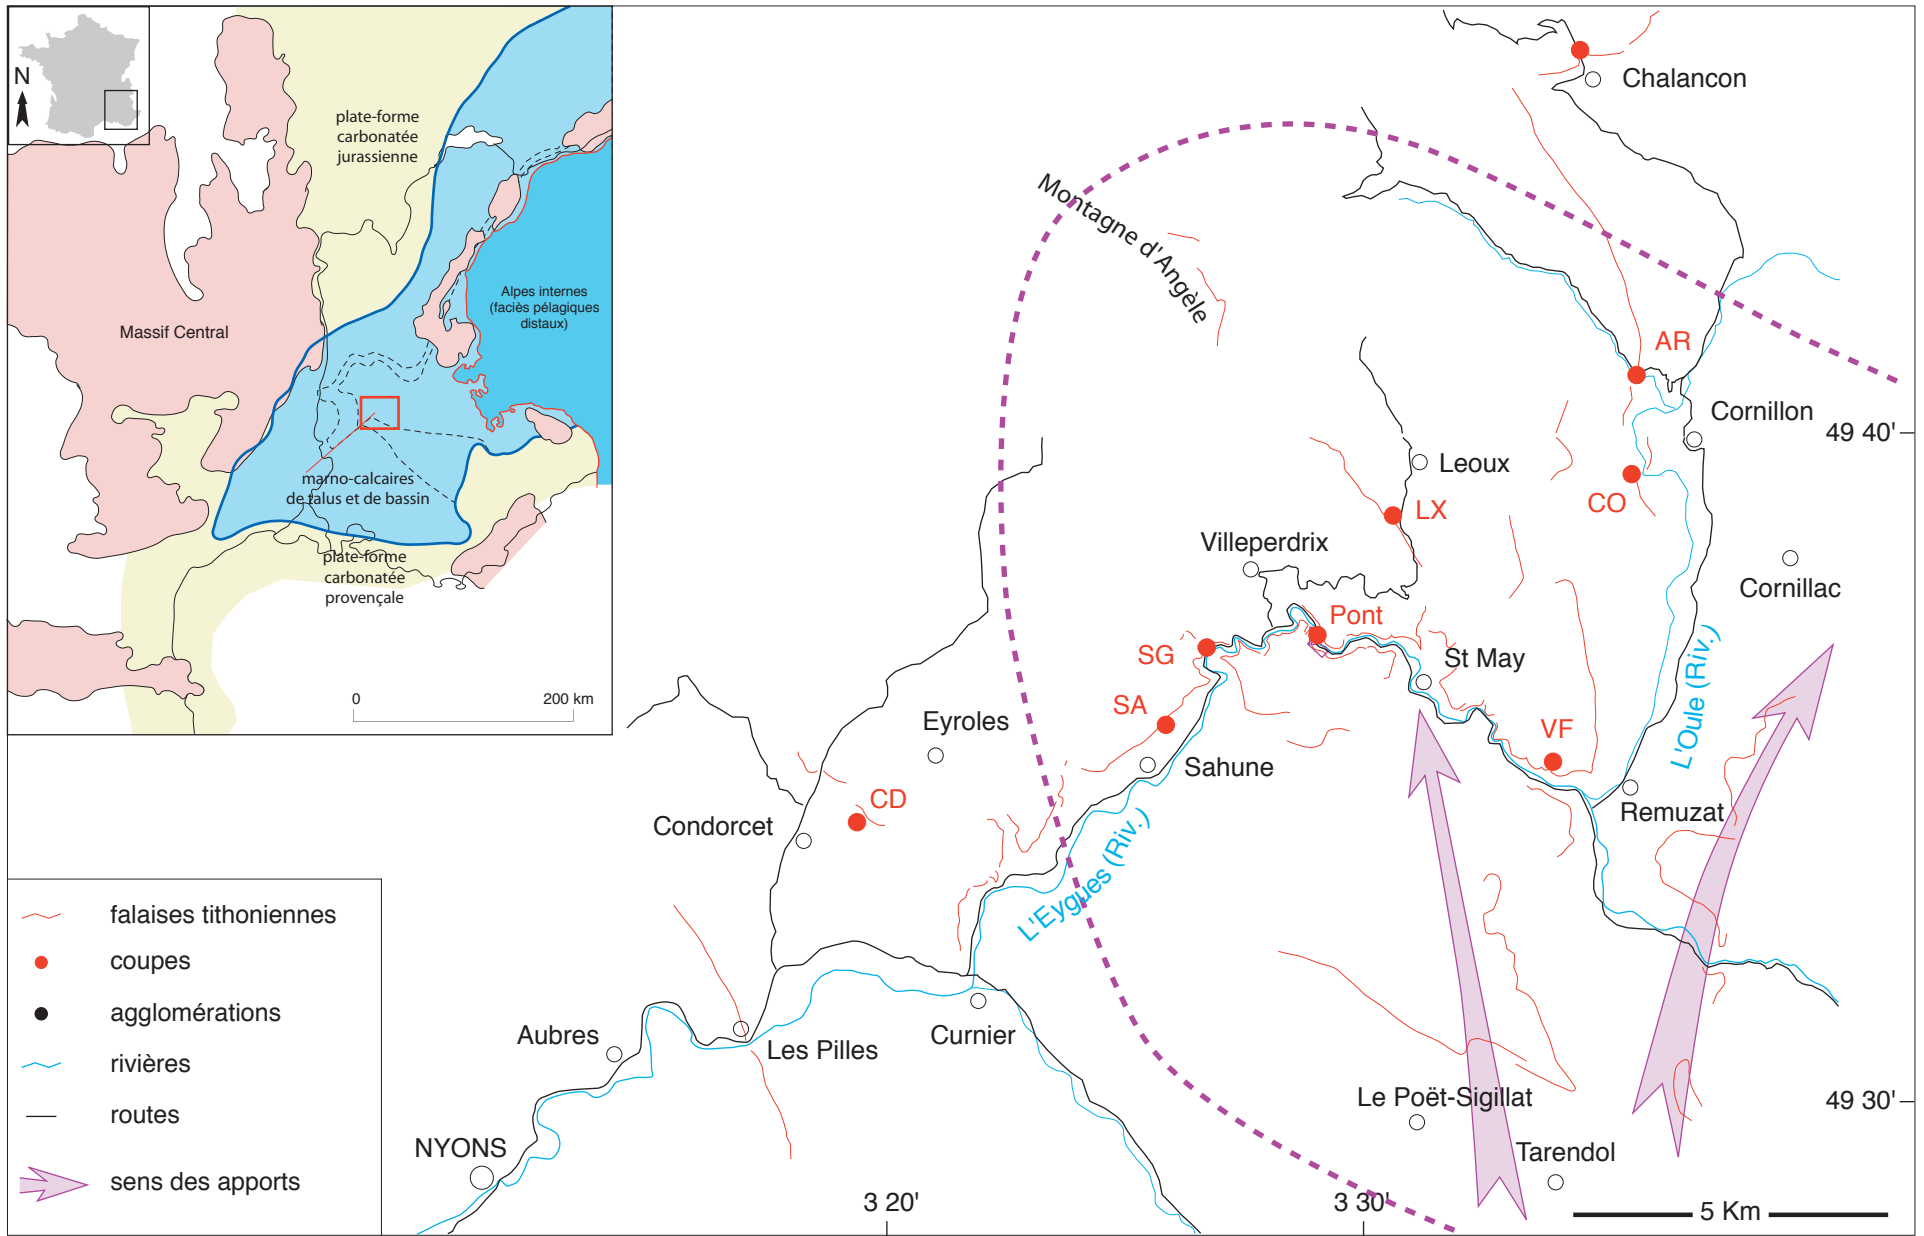 N
plate-forme
carbonatée
jurassienne
Massif Central
Alpes internes
(faciès pélagiques
distaux)
marno-calcaires
de talus et de bassin
plate-forme
carbonatée
provençale
0 200 km
falaises tithoniennes
coupes
agglomérations
rivières
routes
sens des apports
Chalancon
Montagne d'Angèle
AR
Cornillon
49 40'
Leoux
CO
LX
Villeperdrix
Cornillac
Pont
SG
St May
L'Oule (Riv.)
SA
Eyroles
VF
Sahune
CD
Remuzat
Condorcet
L'Eygues (Riv.)
Aubres
Les Pilles
Curnier
Le Poët-Sigillat
49 30'
NYONS
Tarendol
3 20'
3 30'
5 Km